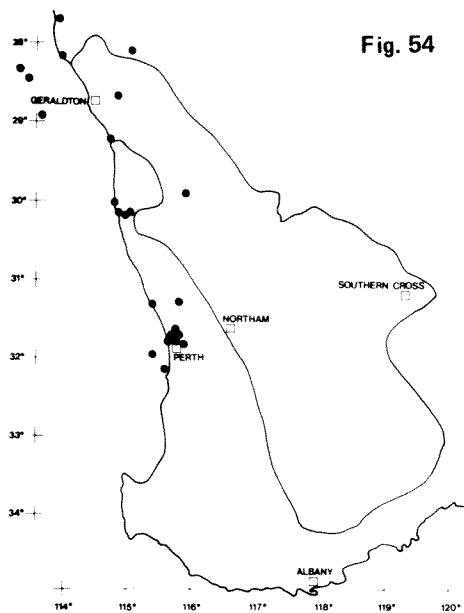 Fig. 54
28°
GERALDTON
29°
30°
31°
SOUTHERN CROSS
NORTHAM
32°
PERTH
33°
34°
ALBANY
114° 115° 116° 117° 118° 119° 120°